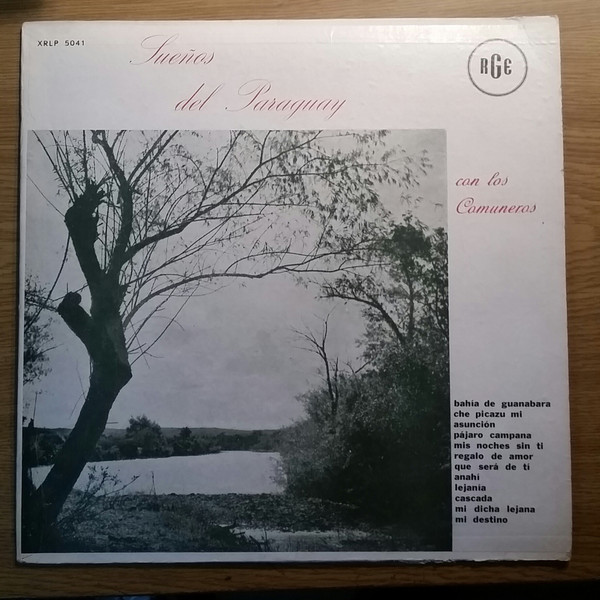 XRLP 5041
Sueños
del Paraguay
RGE
con los
Comuneros
bahia de guanabara
che picazu mi
asunción
pájaro campana
mis noches sin ti
regalo de amor
que será de ti
anahí
lejanía
cascada
mi dicha lejana
mi destino